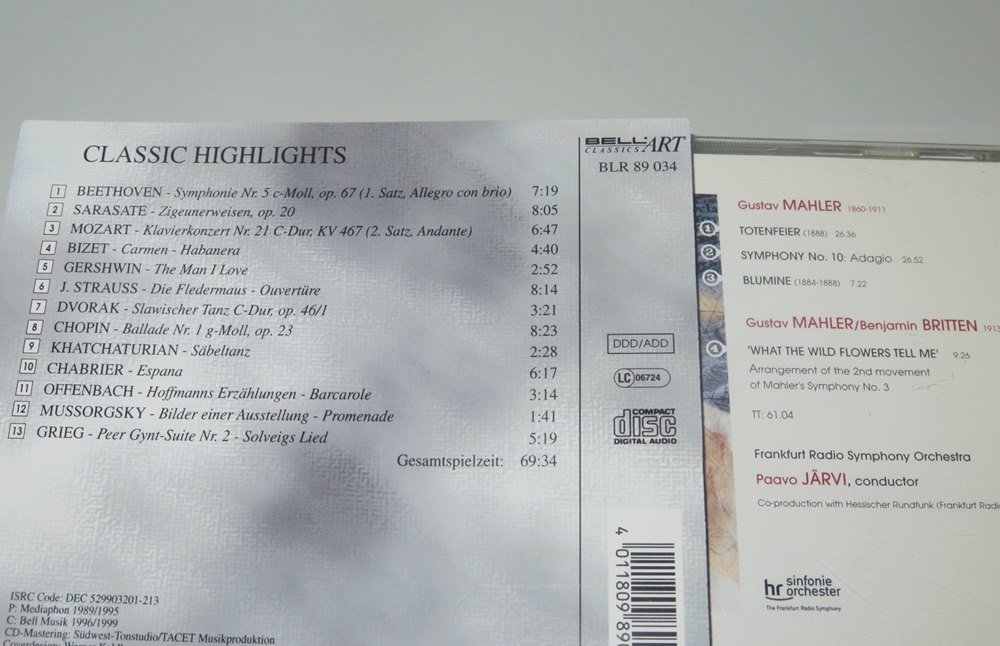 CLASSIC HIGHLIGHTS
1 BEETHOVEN - Symphonie Nr. 5 c-Moll, op. 67 (1. Satz, Allegro con brio) 7:19
2 SARASATE - Zigeunerweisen, op. 20 8:05
3 MOZART - Klavierkonzert Nr. 21 C-Dur, KV 467 (2. Satz, Andante) 6:47
4 BIZET - Carmen - Habanera 4:40
5 GERSHWIN - The Man I Love 2:52
6 J. STRAUSS - Die Fledermaus - Ouvertüre 8:14
7 DVORAK - Slawischer Tanz C-Dur, op. 46/1 3:21
8 CHOPIN - Ballade Nr. 1 g-Moll, op. 23 8:23
9 KHATCHATURIAN - Säbeltanz 2:28
10 CHABRIER - Espana 6:17
11 OFFENBACH - Hoffmanns Erzählungen - Barcarole 3:14
12 MUSSORGSKY - Bilder einer Ausstellung - Promenade 1:41
13 GRIEG - Peer Gynt-Suite Nr. 2 - Solveigs Lied 5:19
Gesamtspielzeit: 69:34
ISRC Code: DEC 529903201-213
P: Mediaphon 1989/1995
C: Bell Musik 1996/1999
CD-Mastering: Südwest-Tonstudio/TACET Musikproduktion
BELL ART
CLASSICS
BLR 89 034
DDD/ADD
LC 06724
COMPACT
disc
DIGITAL AUDIO
4 011809 890
Gustav MAHLER 1860-1911
1 TOTENFEIER (1888) 26.36
2 SYMPHONY No. 10: Adagio 26.52
3 BLUMINE (1884-1888) 7.22
Gustav MAHLER/Benjamin BRITTEN 1913
4 'WHAT THE WILD FLOWERS TELL ME' 9.26
Arrangement of the 2nd movement
of Mahler's Symphony No. 3
TT: 61.04
Frankfurt Radio Symphony Orchestra
Paavo JÄRVI, conductor
Co-production with Hessischer Rundfunk (Frankfurt Radi
hr sinfonie
orchester
The Frankfurt Radio Symphony